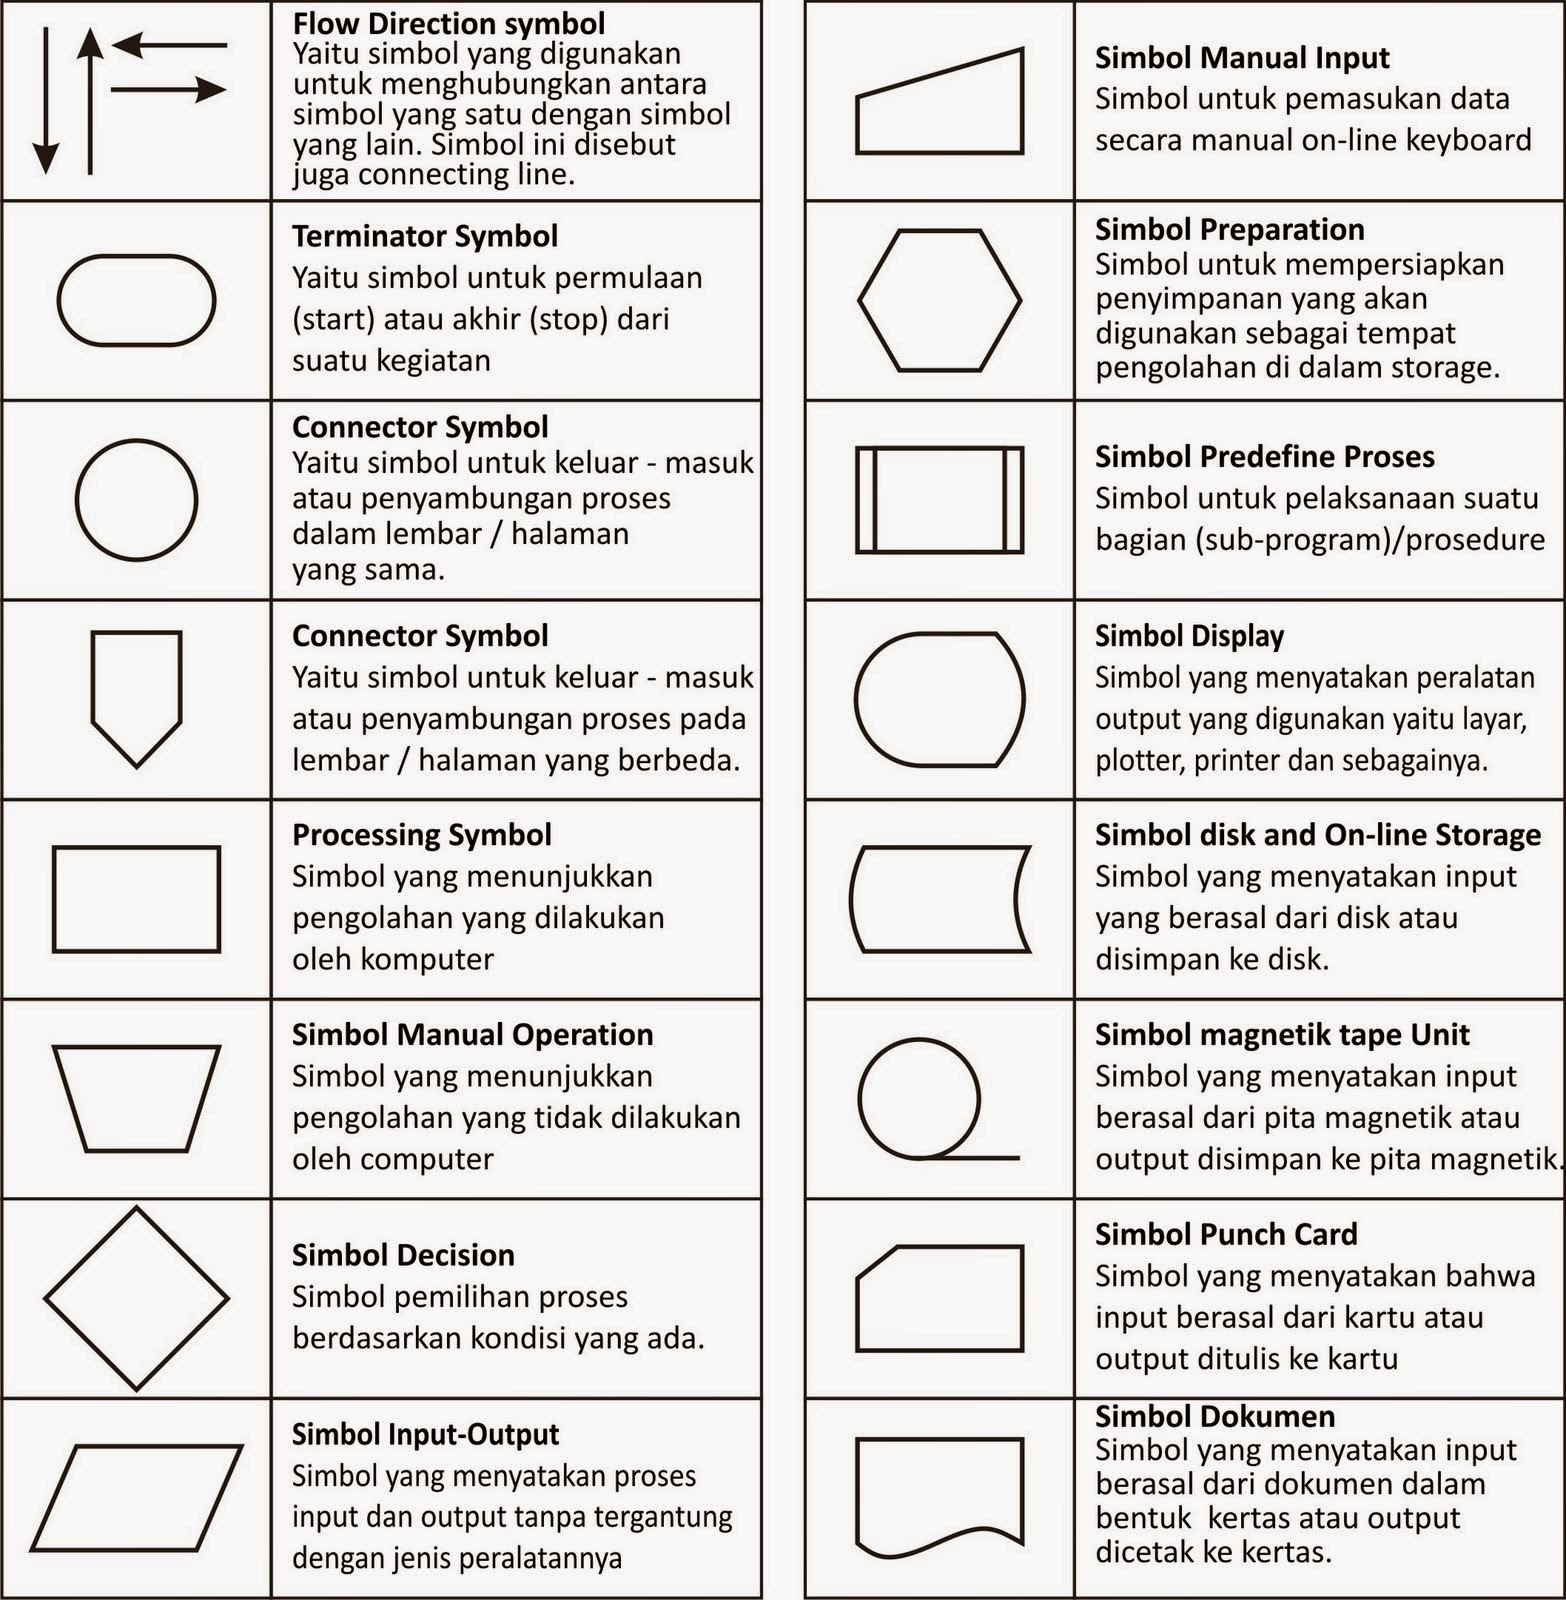 Flow Direction symbol
Yaitu simbol yang digunakan
untuk menghubungkan antara
simbol yang satu dengan simbol
yang lain. Simbol ini disebut
juga connecting line.
Terminator Symbol
Yaitu simbol untuk permulaan
(start) atau akhir (stop) dari
suatu kegiatan
Connector Symbol
Yaitu simbol untuk keluar - masuk
atau penyambungan proses
dalam lembar / halaman
yang sama.
Connector Symbol
Yaitu simbol untuk keluar - masuk
atau penyambungan proses pada
lembar / halaman yang berbeda.
Processing Symbol
Simbol yang menunjukkan
pengolahan yang dilakukan
oleh komputer
Simbol Manual Operation
Simbol yang menunjukkan
pengolahan yang tidak dilakukan
oleh computer
Simbol Decision
Simbol pemilihan proses
berdasarkan kondisi yang ada.
Simbol Input-Output
Simbol yang menyatakan proses
input dan output tanpa tergantung
dengan jenis peralatannya
Simbol Manual Input
Simbol untuk pemasukan data
secara manual on-line keyboard
Simbol Preparation
Simbol untuk mempersiapkan
penyimpanan yang akan
digunakan sebagai tempat
pengolahan di dalam storage.
Simbol Predefine Proses
Simbol untuk pelaksanaan suatu
bagian (sub-program)/prosedure
Simbol Display
Simbol yang menyatakan peralatan
output yang digunakan yaitu layar,
plotter, printer dan sebagainya.
Simbol disk and On-line Storage
Simbol yang menyatakan input
yang berasal dari disk atau
disimpan ke disk.
Simbol magnetik tape Unit
Simbol yang menyatakan input
berasal dari pita magnetik atau
output disimpan ke pita magnetik.
Simbol Punch Card
Simbol yang menyatakan bahwa
input berasal dari kartu atau
output ditulis ke kartu
Simbol Dokumen
Simbol yang menyatakan input
berasal dari dokumen dalam
bentuk  kertas atau output
dicetak ke kertas.